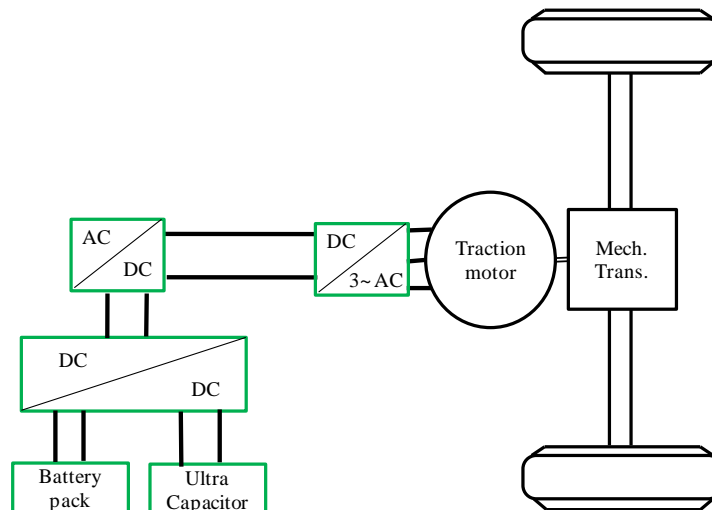 AC
DC
DC
3~ AC
Traction
motor
Mech.
Trans.
DC
DC
Battery
pack
Ultra
Capacitor